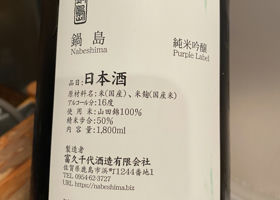 鍋島
Nabeshima
純米吟醸
Purple Label
品目:日本酒
原材料名:米(国産)、米麹(国産米)
アルコール分:16度
使用米:山田錦100%
精米歩合:50%
内容量:1,800ml
製造者
富久千代酒造有限会社
佐賀県鹿島市浜町1244番地1
TEL 0954-62-3727
URL https://nabeshima.biz